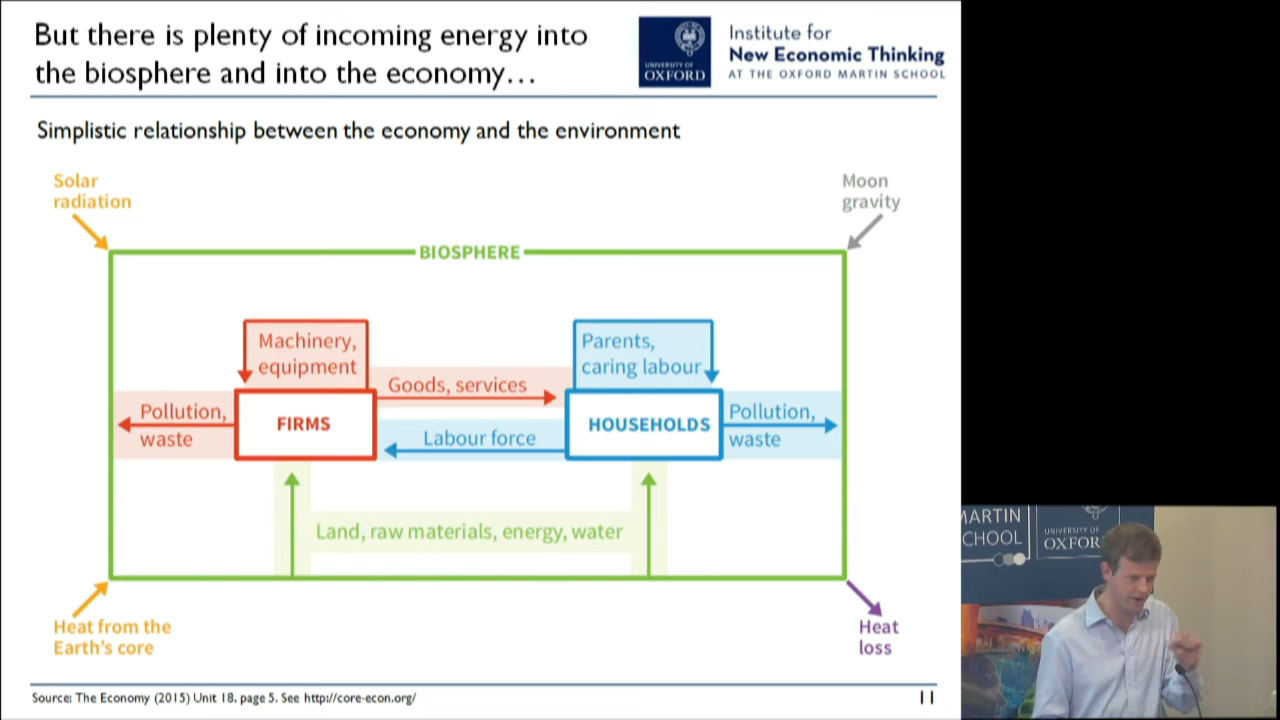 But there is plenty of incoming energy into
the biosphere and into the economy…
UNIVERSITY OF
OXFORD
Institute for
New Economic Thinking
AT THE OXFORD MARTIN SCHOOL
Simplistic relationship between the economy and the environment
Solar
radiation
Moon
gravity
BIOSPHERE
Machinery,
equipment
Parents,
caring labour
Goods, services
Pollution,
waste
FIRMS
HOUSEHOLDS
Pollution,
waste
Labour force
Land, raw materials, energy, water
Heat from the
Earth's core
Heat
loss
Source: The Economy (2015) Unit 18, page 5. See http://core-econ.org/
11
MARTIN
CHOOL
UNIVERSITY OF
OXFOR